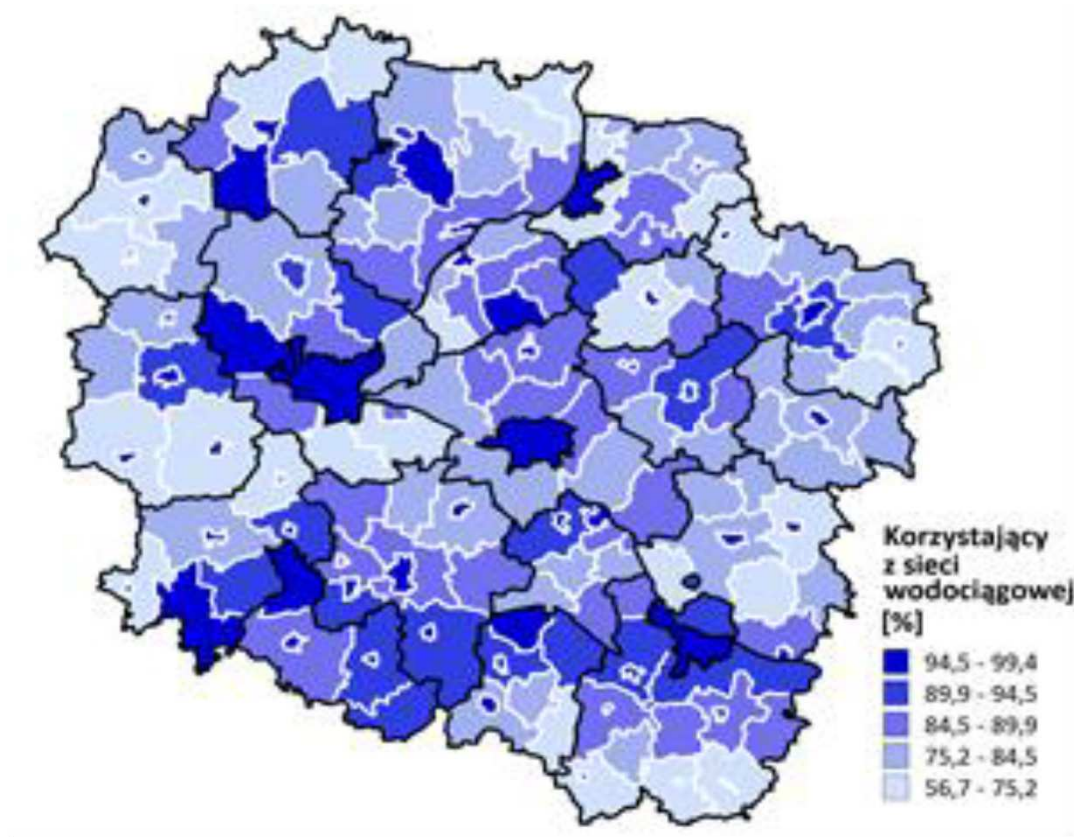 Korzystający
z sieci
wodociągowej
[%]
94,5 - 99,4
89,9 - 94,5
84,5 - 89,9
75,2 - 84,5
56,7 - 75,2